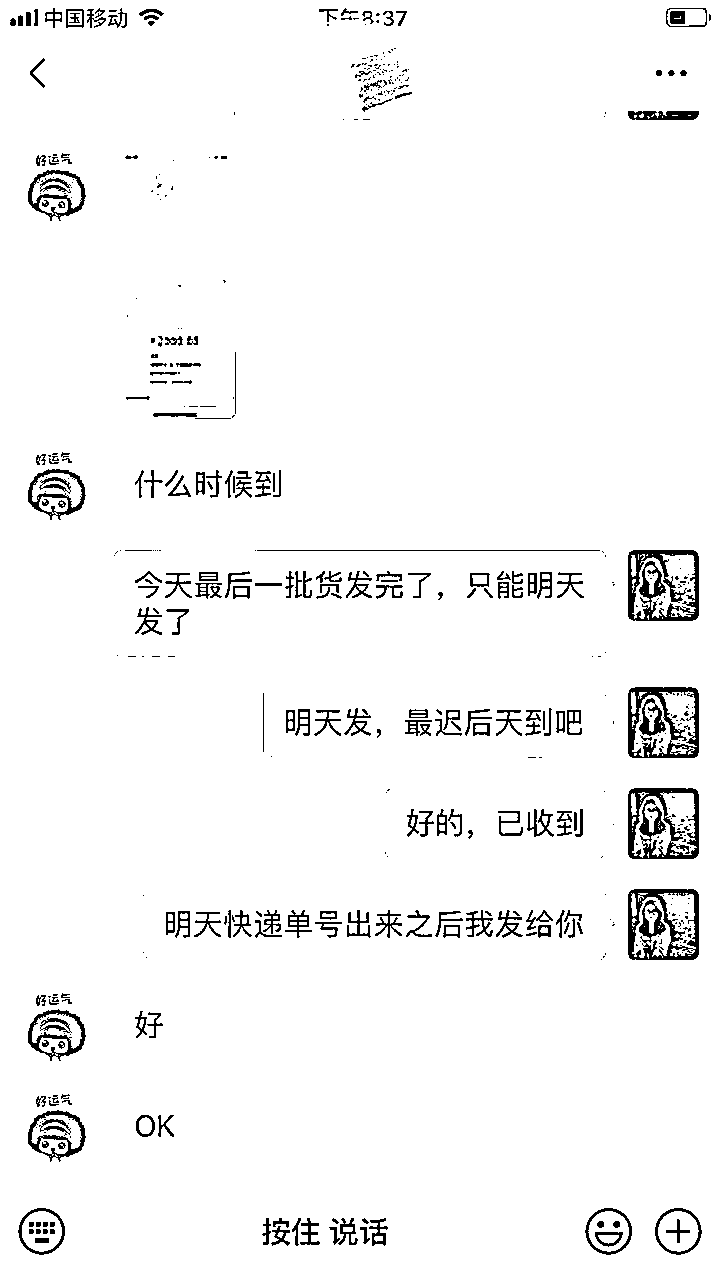 中国移动
下午8:37
好运气
好运气
什么时候到
今天最后一批货发完了，只能明天
发了
明天发，最迟后天到吧
好的，已收到
明天快递单号出来之后我发给你
好运气
好
好运气
OK
按住 说话